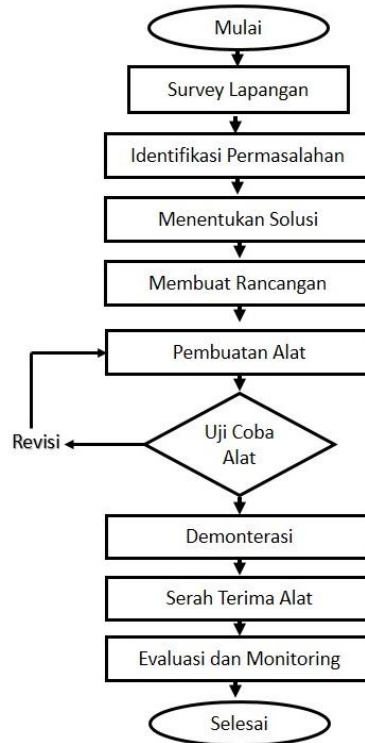 Mulai
Survey Lapangan
Identifikasi Permasalahan
Menentukan Solusi
Membuat Rancangan
Pembuatan Alat
Uji Coba
Alat
Revisi
Demonterasi
Serah Terima Alat
Evaluasi dan Monitoring
Selesai